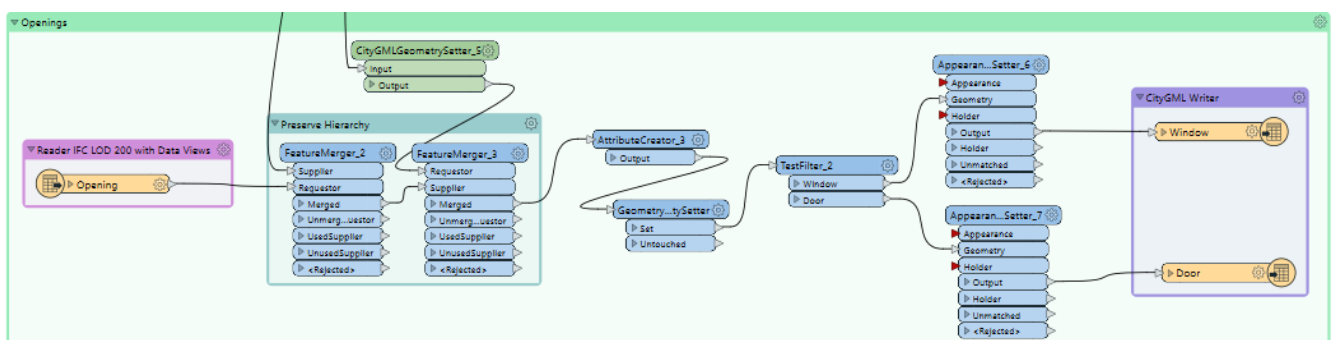 Openings
CityGMLGeometrySetter_5
Input
Output
Reader IFC LOD 200 with Data Views
Opening
Preserve Hierarchy
FeatureMerger_2
Supplier
Requestor
Merged
Unmerg...uestor
UsedSupplier
UnusedSupplier
<Rejected>
FeatureMerger_3
Requestor
Supplier
Merged
Unmerg...uestor
UsedSupplier
UnusedSupplier
<Rejected>
AttributeCreator_3
Output
Geometry...tySetter
Set
Untouched
TestFilter_2
Window
Door
Appearan...Setter_6
Appearance
Geometry
Holder
Output
Holder
Unmatched
<Rejected>
Appearan...Setter_7
Appearance
Geometry
Holder
Output
Holder
Unmatched
<Rejected>
CityGML Writer
Window
Door